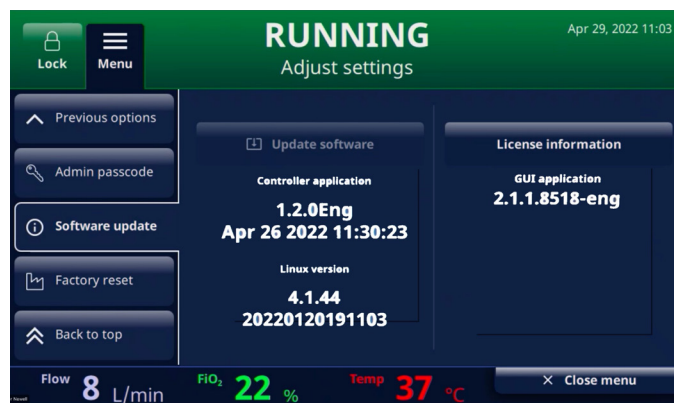 RUNNING
Apr 29, 2022 11:03
Adjust settings
Lock
Menu
Previous options
Admin passcode
Software update
Factory reset
Back to top
Update software
Controller application
1.2.0Eng
Apr 26 2022 11:30:23
Linux version
4.1.44
20220120191103
License information
GUI application
2.1.1.8518-eng
Flow 8 L/min
FiO₂ 22 %
Temp 37 °C
Close menu